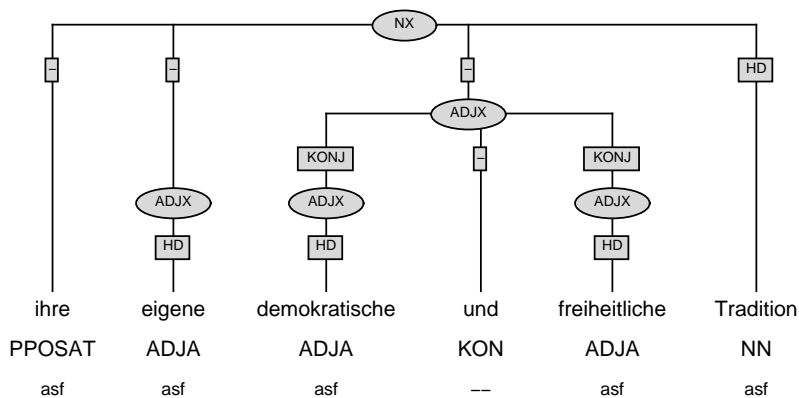 NX
– – – HD
ADJX
KONJ – KONJ
ADJX ADJX ADJX
HD HD HD
ihre eigene demokratische und freiheitliche Tradition
PPOSAT ADJA ADJA KON ADJA NN
asf asf asf –– asf asf